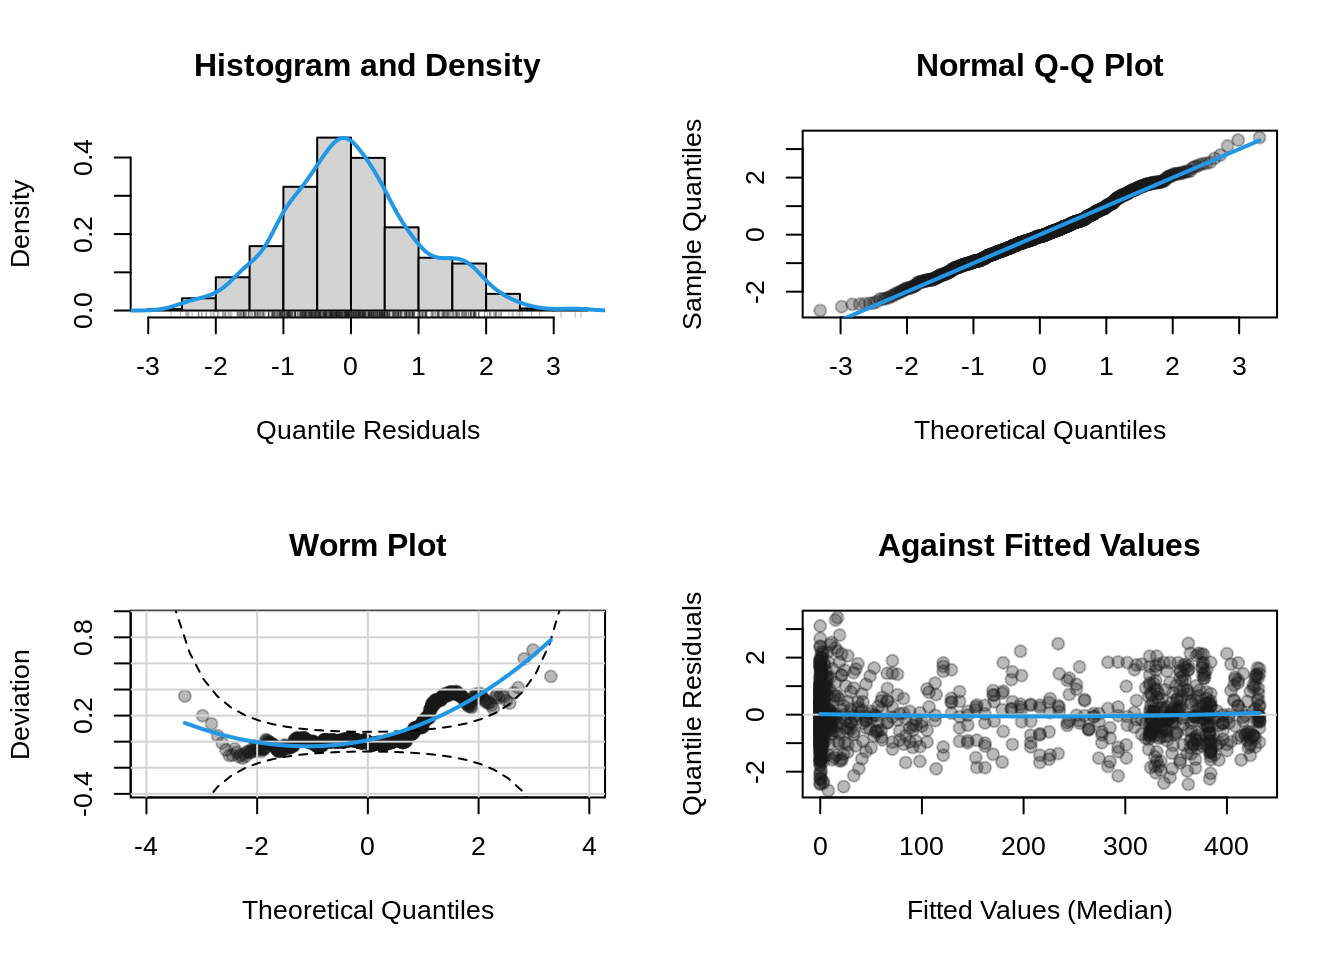 Histogram and Density
Density
0.0 0.2 0.4
-3 -2 -1 0 1 2 3
Quantile Residuals
Normal Q-Q Plot
Sample Quantiles
-2 0 2
-3 -2 -1 0 1 2 3
Theoretical Quantiles
Worm Plot
Deviation
-0.4 0.2 0.8
-4 -2 0 2 4
Theoretical Quantiles
Against Fitted Values
Quantile Residuals
-2 0 2
0 100 200 300 400
Fitted Values (Median)